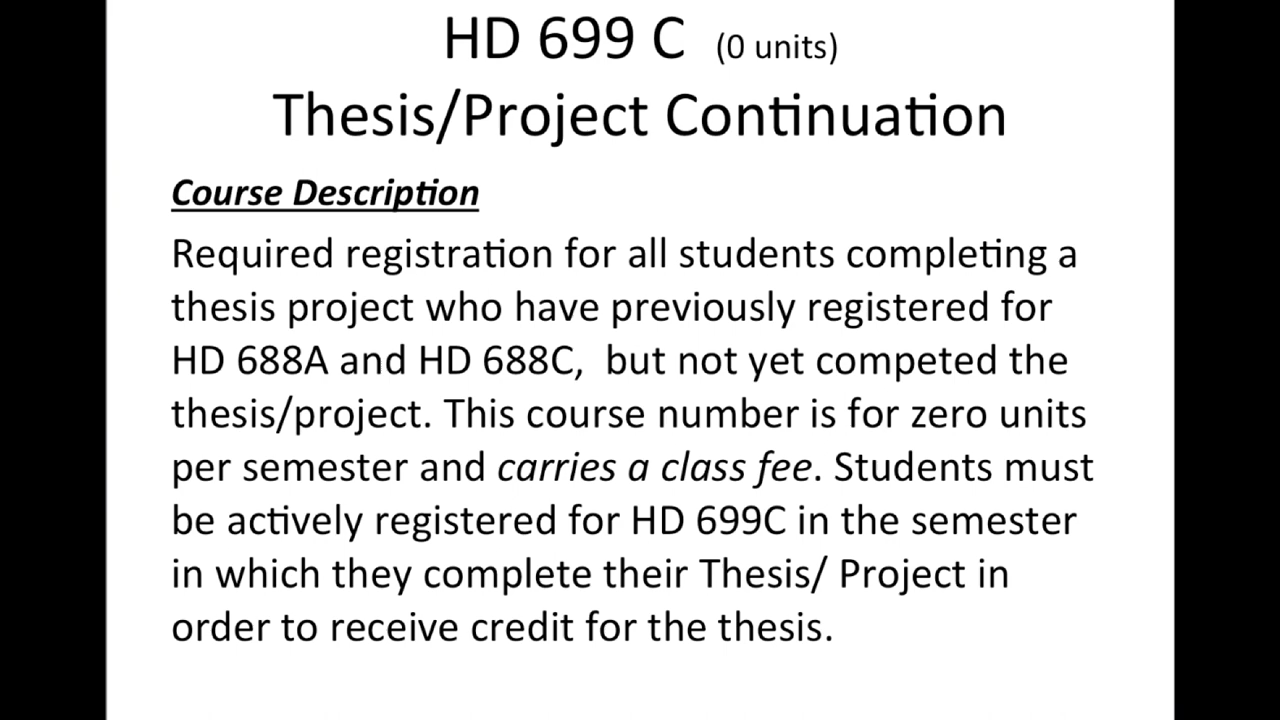 HD 699 C (0 units)
Thesis/Project Continuation
Course Description
Required registration for all students completing a
thesis project who have previously registered for
HD 688A and HD 688C, but not yet competed the
thesis/project. This course number is for zero units
per semester and carries a class fee. Students must
be actively registered for HD 699C in the semester
in which they complete their Thesis/ Project in
order to receive credit for the thesis.